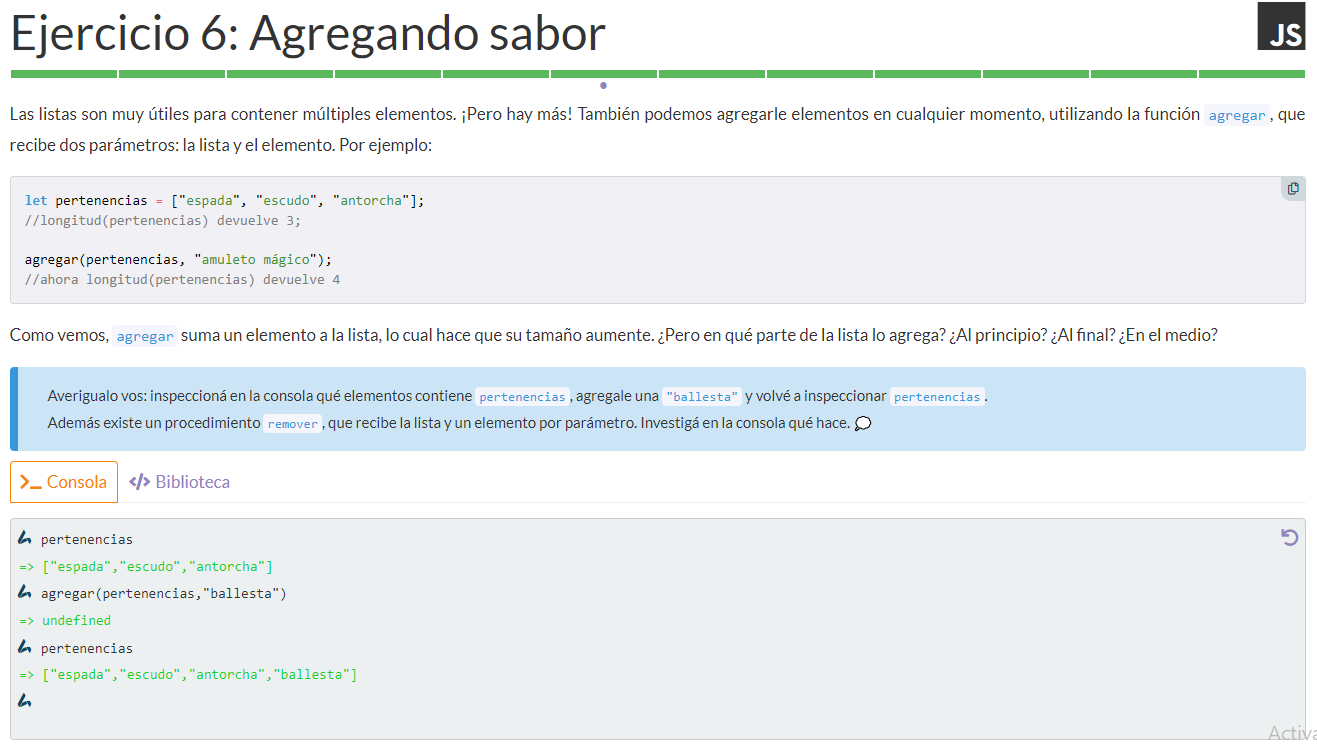 Ejercicio 6: Agregando sabor
JS
Las listas son muy útiles para contener múltiples elementos. ¡Pero hay más! También podemos agregarle elementos en cualquier momento, utilizando la función agregar, que
recibe dos parámetros: la lista y el elemento. Por ejemplo:
let pertenencias = ["espada", "escudo", "antorcha"];
//longitud(pertenencias) devuelve 3;
agregar(pertenencias, "amuleto mágico");
//ahora longitud(pertenencias) devuelve 4
Como vemos, agregar suma un elemento a la lista, lo cual hace que su tamaño aumente. ¿Pero en qué parte de la lista lo agrega? ¿Al principio? ¿Al final? ¿En el medio?
Averigualo vos: inspeccioná en la consola qué elementos contiene pertenencias, agregale una "ballesta" y volvé a inspeccionar pertenencias.
Además existe un procedimiento remover, que recibe la lista y un elemento por parámetro. Investigá en la consola qué hace.
>_ Consola </> Biblioteca
pertenencias
=> ["espada","escudo","antorcha"]
agregar(pertenencias,"ballesta")
=> undefined
pertenencias
=> ["espada","escudo","antorcha","ballesta"]